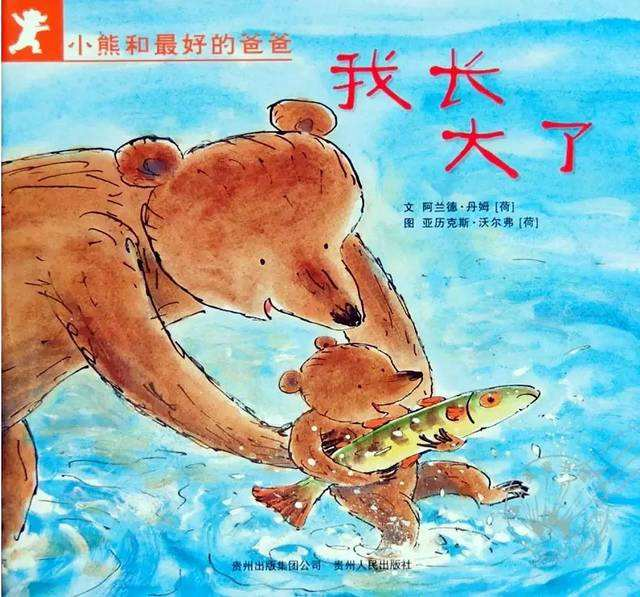 小熊和最好的爸爸
我长
大了
文 阿兰德·丹姆 [荷]
图 亚历克斯·沃尔弗 [荷]
贵州出版集团公司 贵州人民出版社